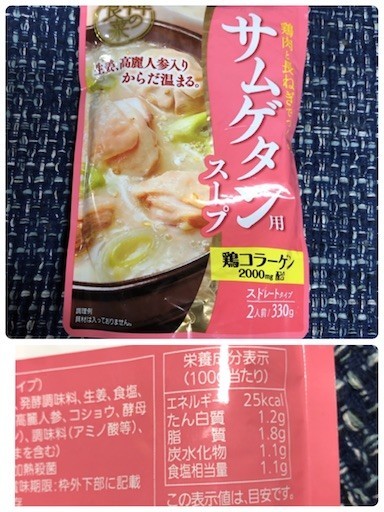 鶏肉と長ねぎで
生姜、高麗人参入り
からだ温まる。
サムゲタン用
スープ
鶏コラーゲン
2000mg配合
ストレートタイプ
2人前/330g
調理例
具材は入っておりません。
栄養成分表示
(100g当たり)
エネルギー 25kcal
たん白質 1.2g
脂質 1.8g
炭水化物 1.1g
食塩相当量 1.1g
この表示値は、目安です。
イプ)
、発酵調味料、生姜、食塩、
高麗人参、コショウ、酵母
)、調味料(アミノ酸等)、
まを含む)
加熱殺菌
味期限:枠外下部に記載